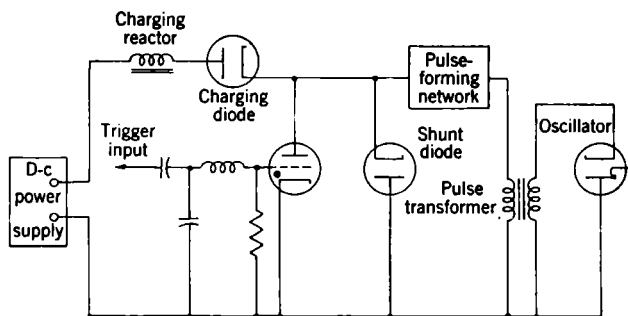 Charging
reactor
Charging
diode
Pulse-
forming
network
Trigger
input
Shunt
diode
Oscillator
D-c
power
supply
Pulse
transformer